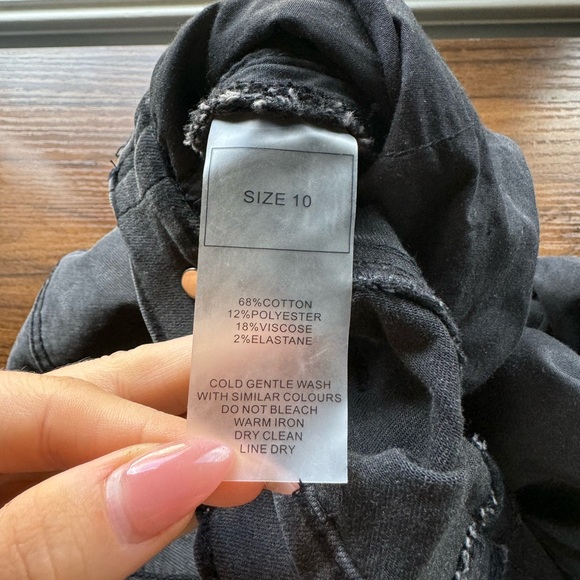 SIZE 10
68%COTTON
12%POLYESTER
18%VISCOSE
2%ELASTANE
COLD GENTLE WASH
WITH SIMILAR COLOURS
DO NOT BLEACH
WARM IRON
DRY CLEAN
LINE DRY